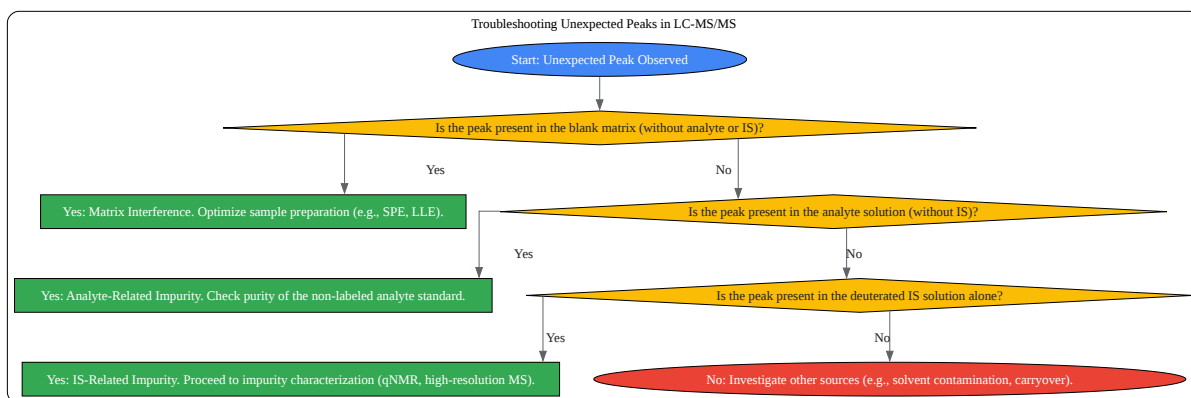 Troubleshooting Unexpected Peaks in LC-MS/MS
Start: Unexpected Peak Observed
Is the peak present in the blank matrix (without analyte or IS)?
Yes
No
Yes: Matrix Interference. Optimize sample preparation (e.g., SPE, LLE).
Is the peak present in the analyte solution (without IS)?
Yes
No
Yes: Analyte-Related Impurity. Check purity of the non-labeled analyte standard.
Is the peak present in the deuterated IS solution alone?
Yes
No
Yes: IS-Related Impurity. Proceed to impurity characterization (qNMR, high-resolution MS).
No: Investigate other sources (e.g., solvent contamination, carryover).